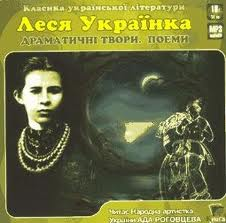 Класика української літератури
Леся Українка
ДРАМАТИЧНІ ТВОРИ. ПОЕМИ
MP3
Читає Народна артистка
України АДА РОГОВЦЕВА